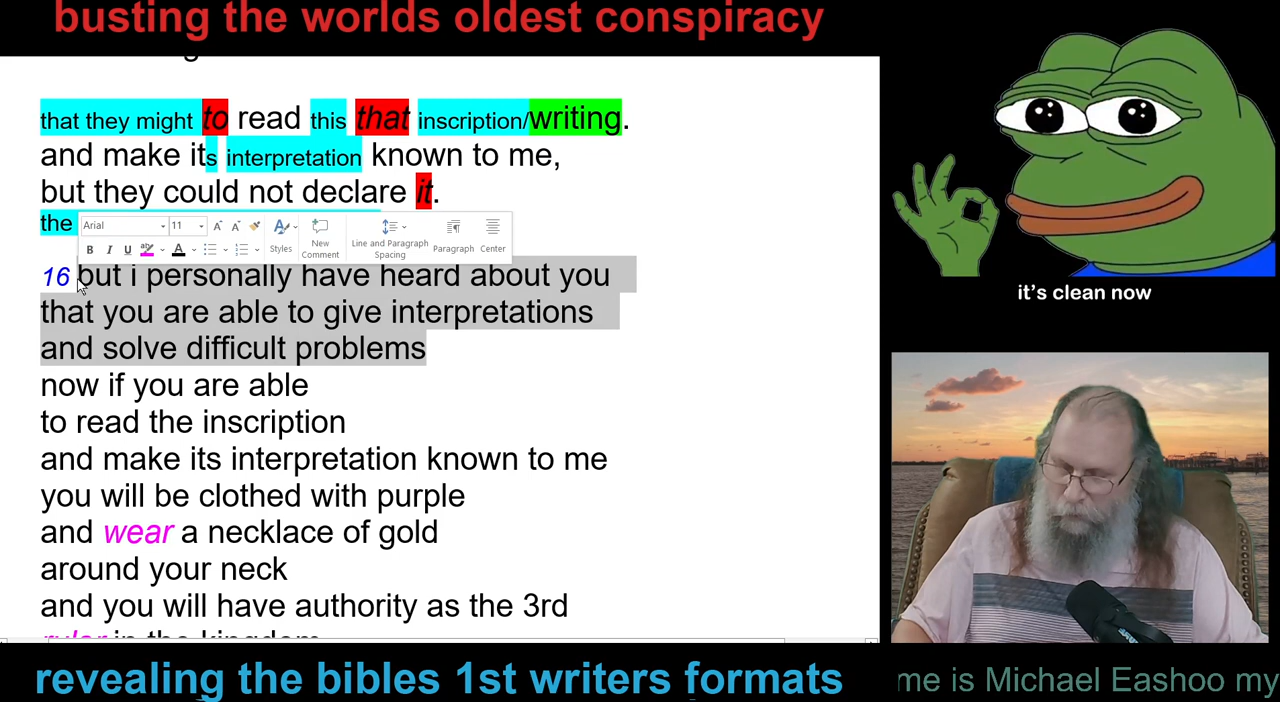 busting the worlds oldest conspiracy
that they might to read this that inscription/writing.
and make its interpretation known to me,
but they could not declare it.
the
Arial 11
Styles New Comment Line and Paragraph Spacing Paragraph Center
16 but i personally have heard about you
that you are able to give interpretations
and solve difficult problems
now if you are able
to read the inscription
and make its interpretation known to me
you will be clothed with purple
and wear a necklace of gold
around your neck
and you will have authority as the 3rd
ruler in the kingdom
it's clean now
revealing the bibles 1st writers formats
me is Michael Eashoo my